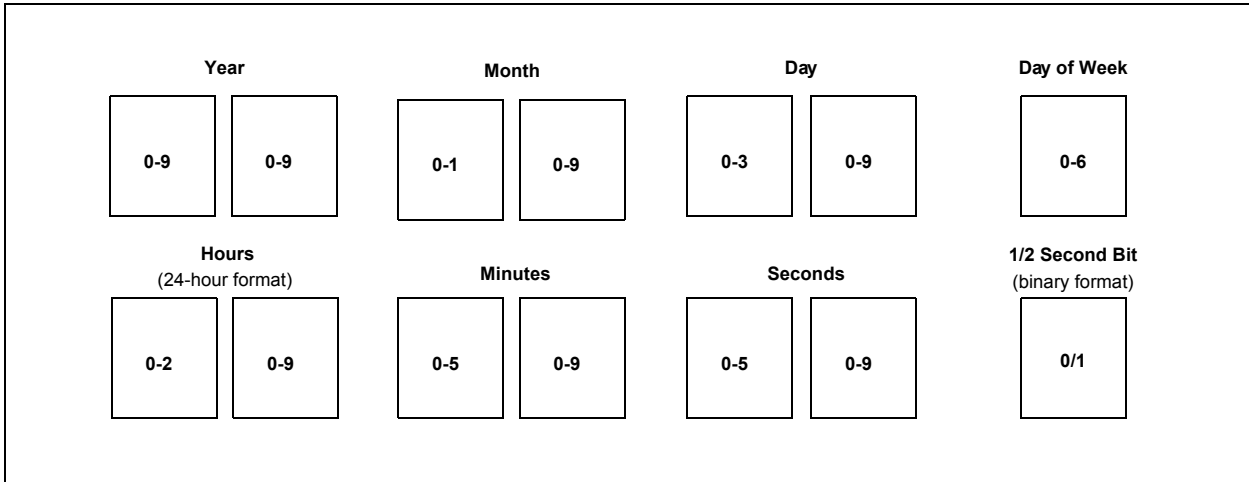 Year
Month
Day
Day of Week
0-9
0-9
0-1
0-9
0-3
0-9
0-6
Hours
(24-hour format)
Minutes
Seconds
1/2 Second Bit
(binary format)
0-2
0-9
0-5
0-9
0-5
0-9
0/1